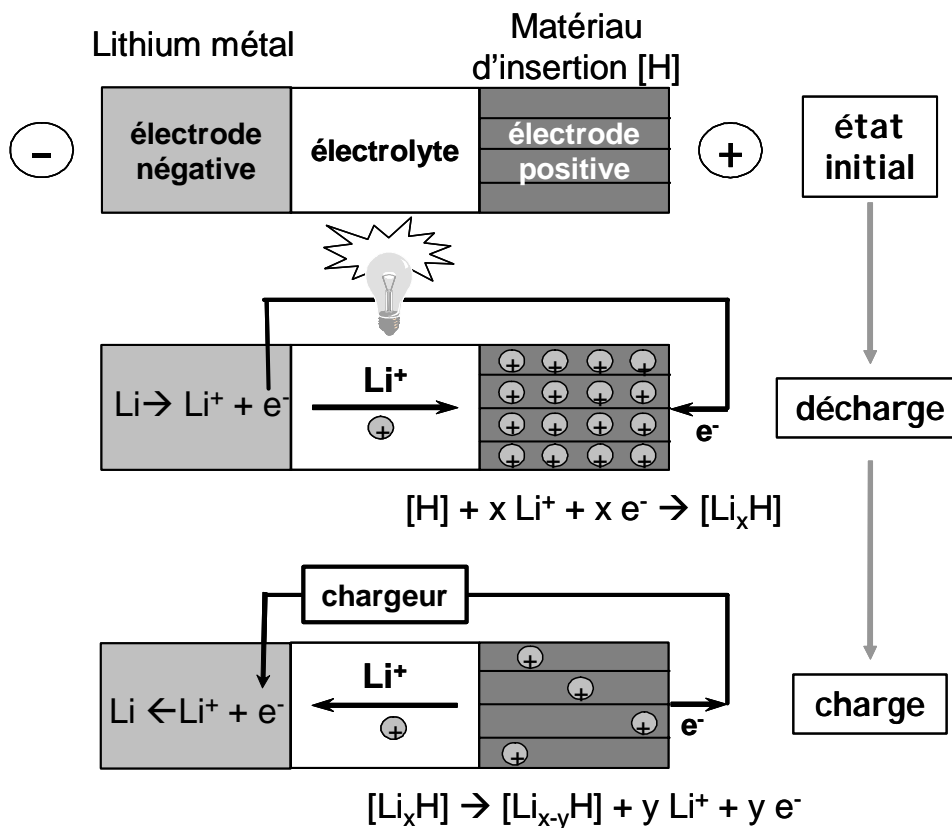 Lithium métal
Matériau
d'insertion [H]
-
électrode
négative
électrolyte
électrode
positive
+
état
initial
Li→ Li⁺ + e⁻
Li⁺
+
+ + + +
+ + + +
+ + + +
+ + + +
e⁻
décharge
[H] + x Li⁺ + x e⁻ → [LiₓH]
chargeur
Li ←Li⁺ + e⁻
Li⁺
+
+
+
+
+
e⁻
charge
[LiₓH] → [Liₓ₋yH] + y Li⁺ + y e⁻